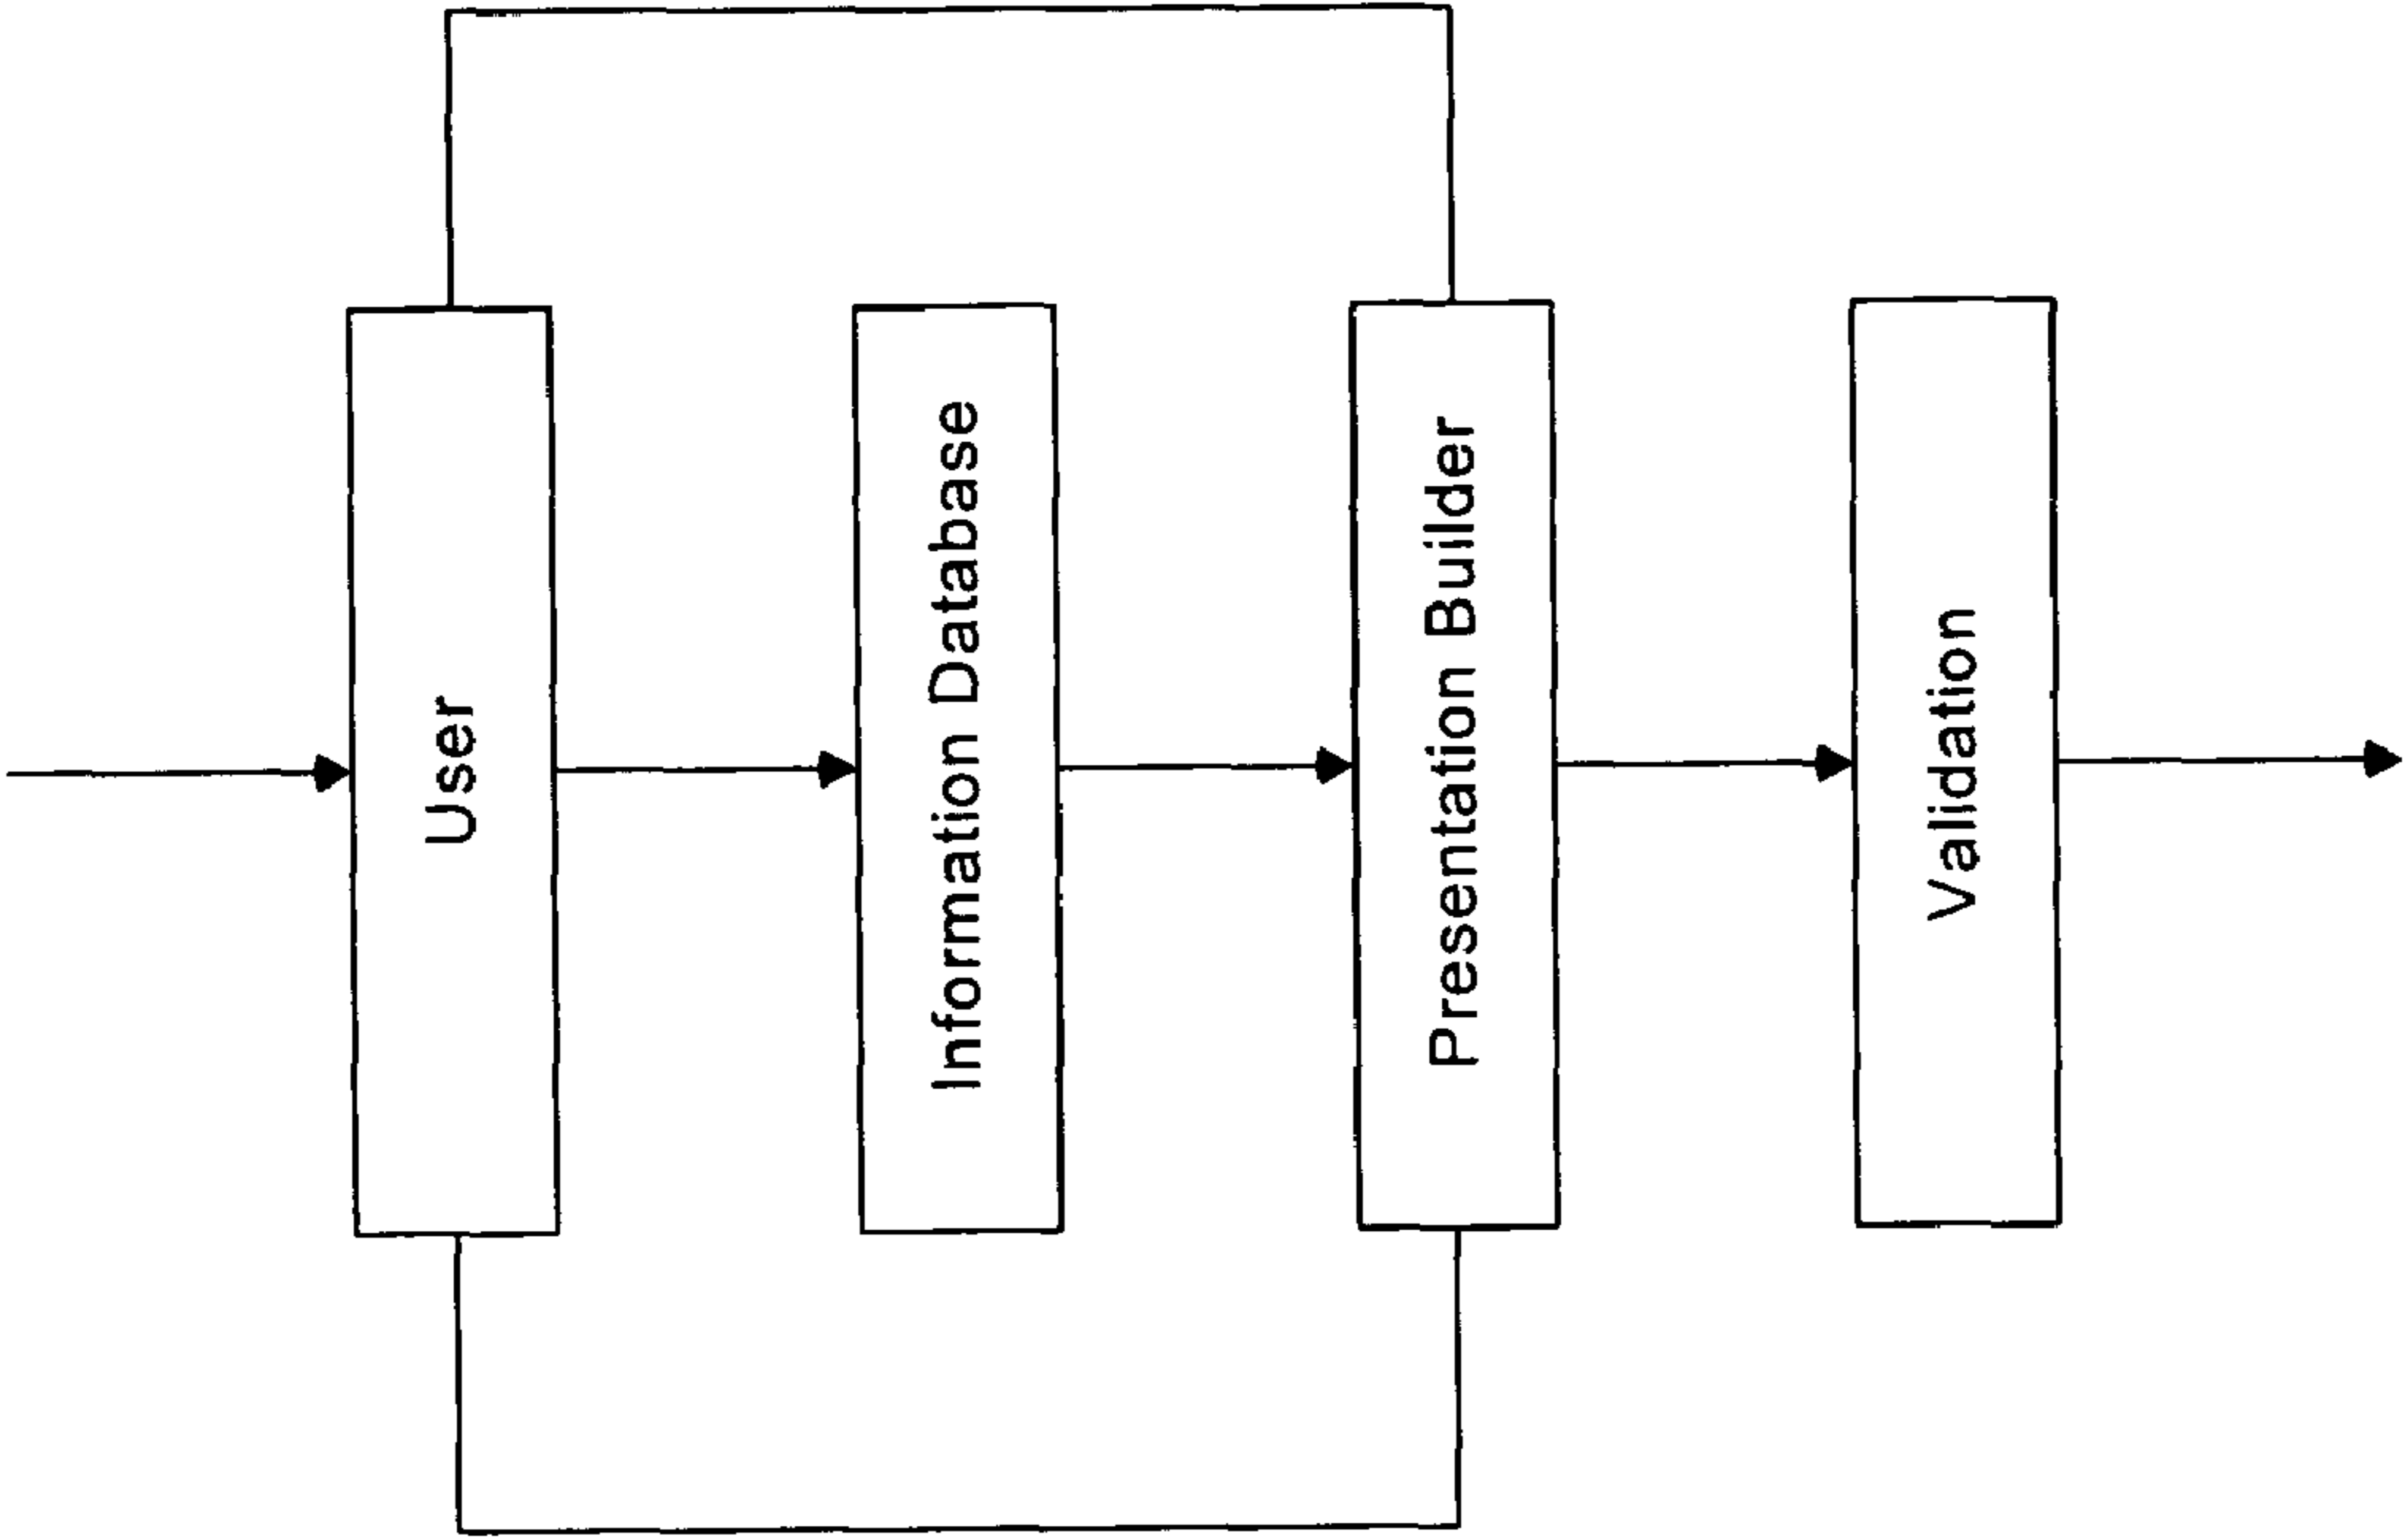 User
Information Database
Presentation Builder
Validation